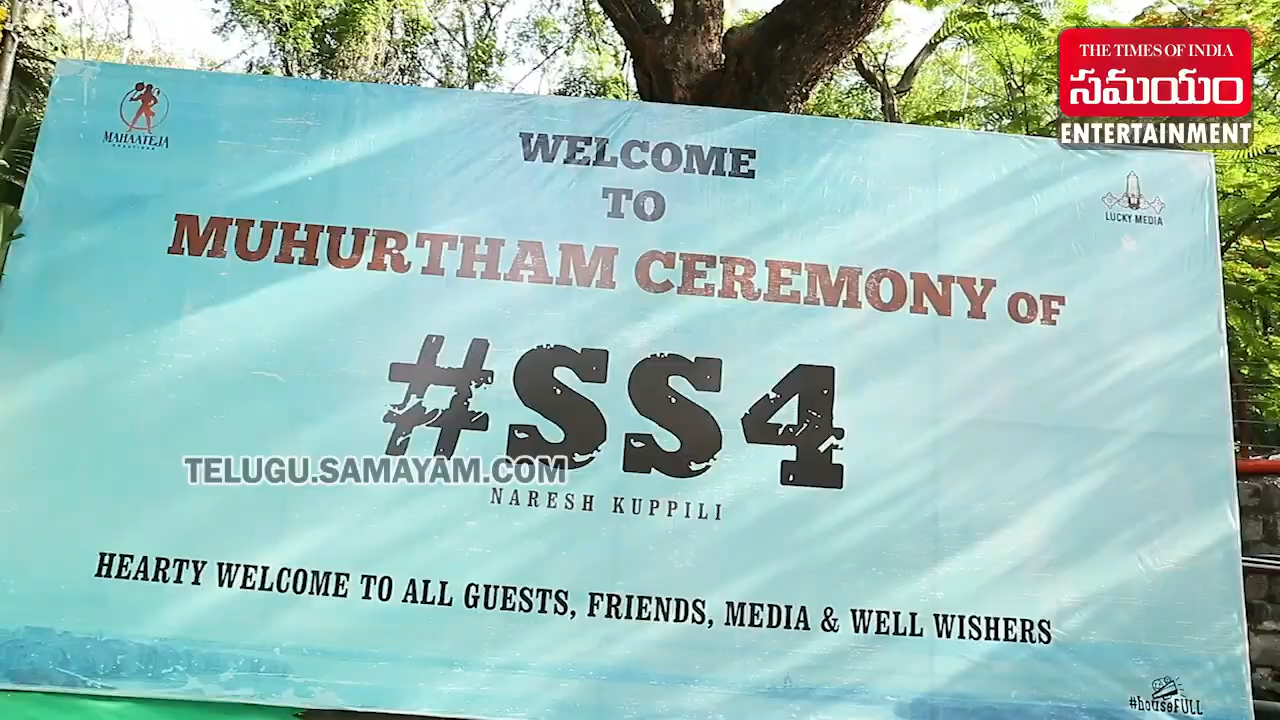 THE TIMES OF INDIA
సమయం
ENTERTAINMENT
MAHAATEJA
CREATIONS
LUCKY MEDIA
WELCOME
TO
MUHURTHAM CEREMONY OF
#SS4
TELUGU.SAMAYAM.COM
NARESH KUPPILI
HEARTY WELCOME TO ALL GUESTS, FRIENDS, MEDIA & WELL WISHERS
#houseFULL